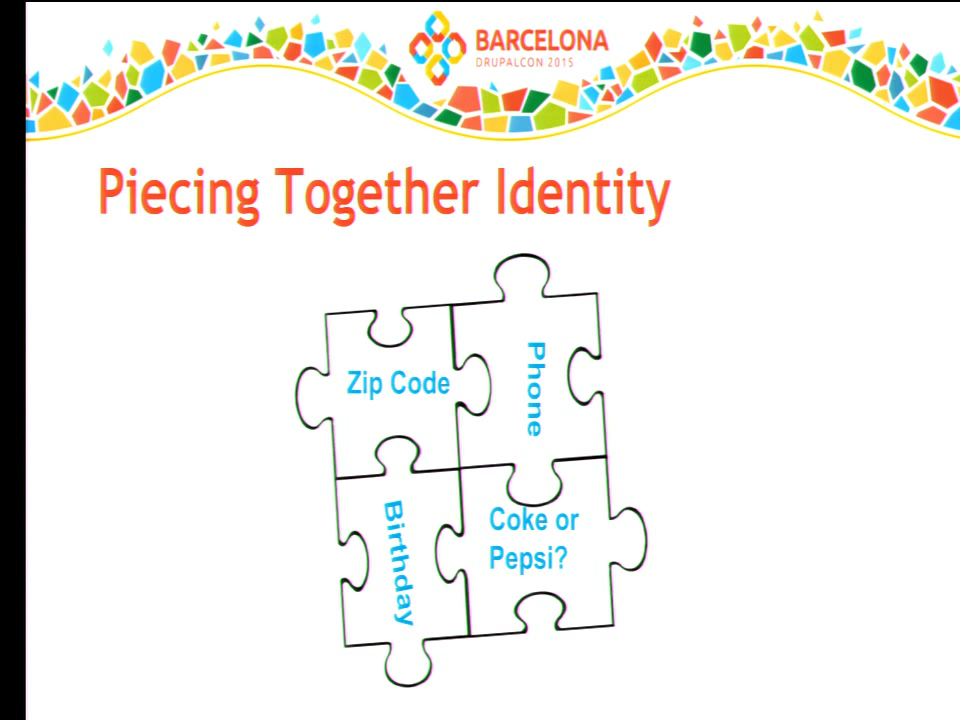 BARCELONA
DRUPALCON 2015
Piecing Together Identity
Zip Code
Phone
Birthday
Coke or
Pepsi?